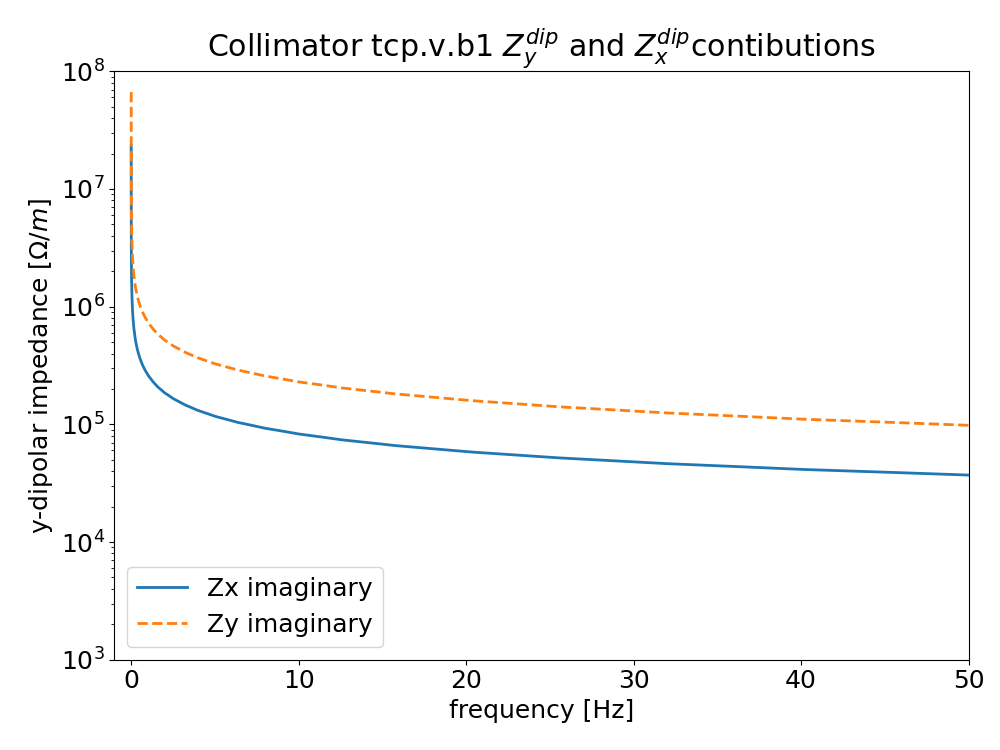 Collimator tcp.v.b1 $Z_y^{dip}$ and $Z_x^{dip}$contibutions
10^8
10^7
10^6
10^5
10^4
10^3
y-dipolar impedance [Ω/m]
Zx imaginary
Zy imaginary
0 10 20 30 40 50
frequency [Hz]